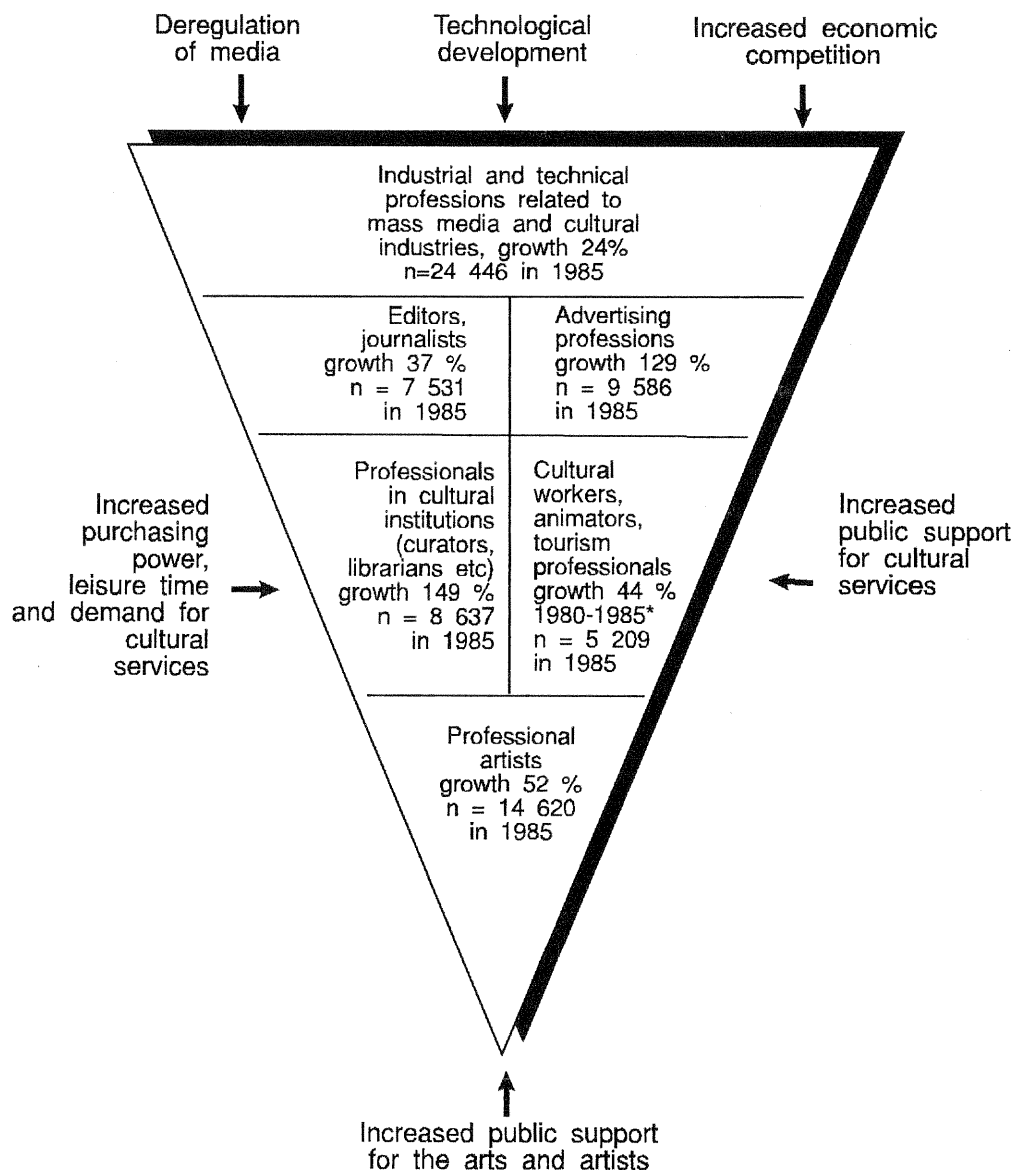 Deregulation
of media
Technological
development
Increased economic
competition
Industrial and technical
professions related to
mass media and cultural
industries, growth 24%
n=24 446 in 1985
Editors,
journalists
growth 37 %
n = 7 531
in 1985
Advertising
professions
growth 129 %
n = 9 586
in 1985
Increased
purchasing
power,
leisure time
and demand for
cultural
services
Professionals
in cultural
institutions
(curators,
librarians etc)
growth 149 %
n = 8 637
in 1985
Cultural
workers,
animators,
tourism
professionals
growth 44 %
1980-1985*
n = 5 209
in 1985
Increased
public support
for cultural
services
Professional
artists
growth 52 %
n = 14 620
in 1985
Increased public support
for the arts and artists